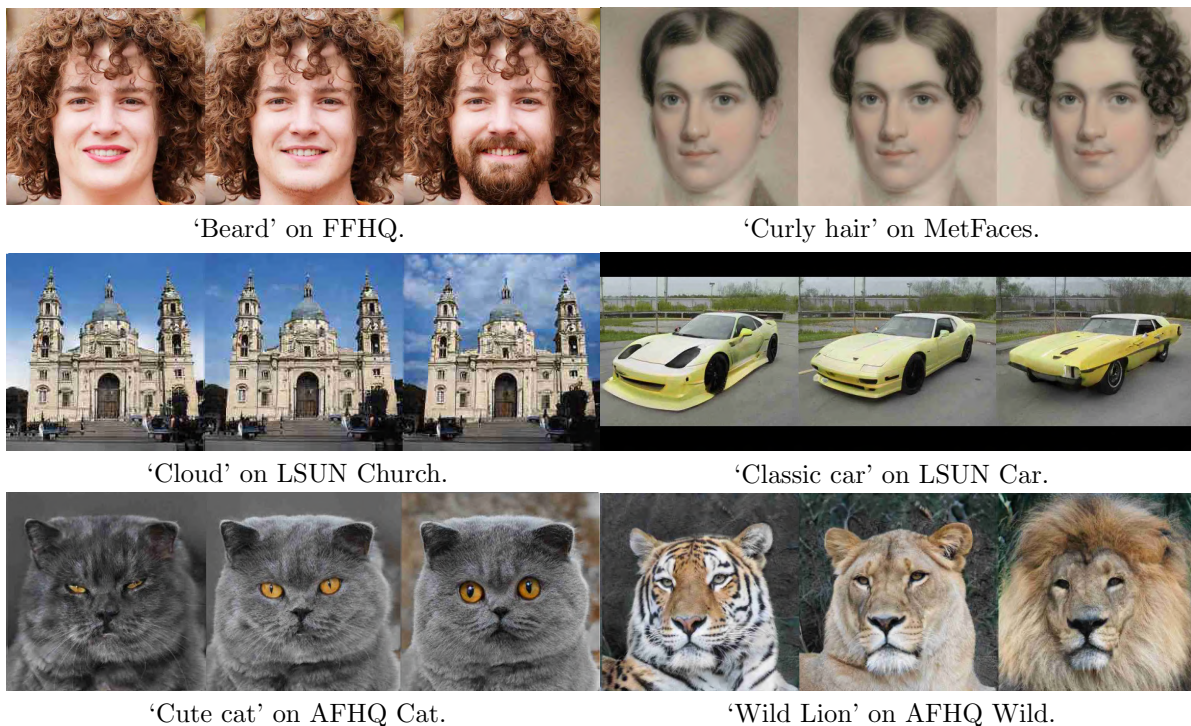 ‘Beard’ on FFHQ.
‘Curly hair’ on MetFaces.
‘Cloud’ on LSUN Church.
‘Classic car’ on LSUN Car.
‘Cute cat’ on AFHQ Cat.
‘Wild Lion’ on AFHQ Wild.